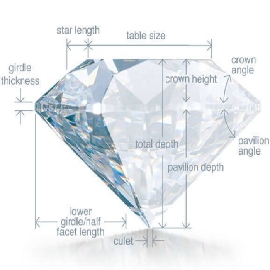 star length
table size
girdle
thickness
crown
angle
crown height
total depth
pavilion
angle
pavilion depth
lower
girdle/half
facet length
culet